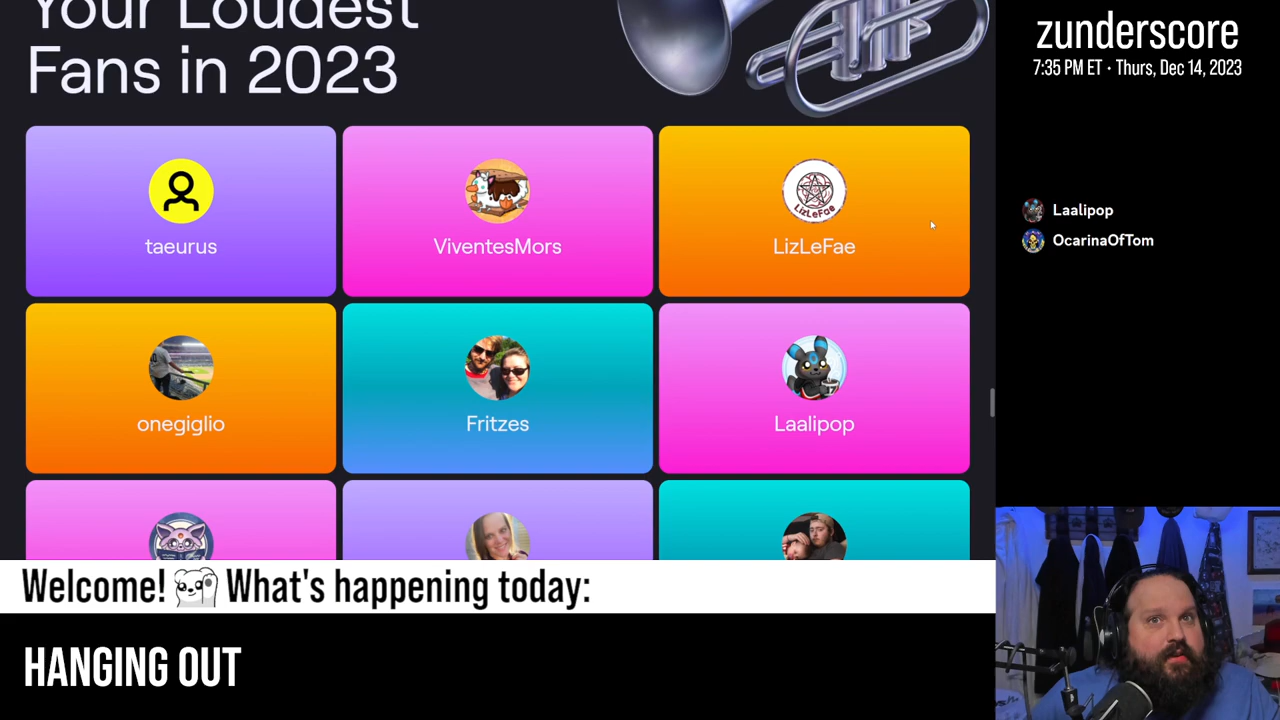 Your Loudest
Fans in 2023
taeurus
ViventesMors
LizLeFae
LizLeFae
onegiglio
Fritzes
Laalipop
Welcome! What's happening today:
HANGING OUT
zunderscore
7:35 PM ET • Thurs, Dec 14, 2023
Laalipop
OcarinaOfTom